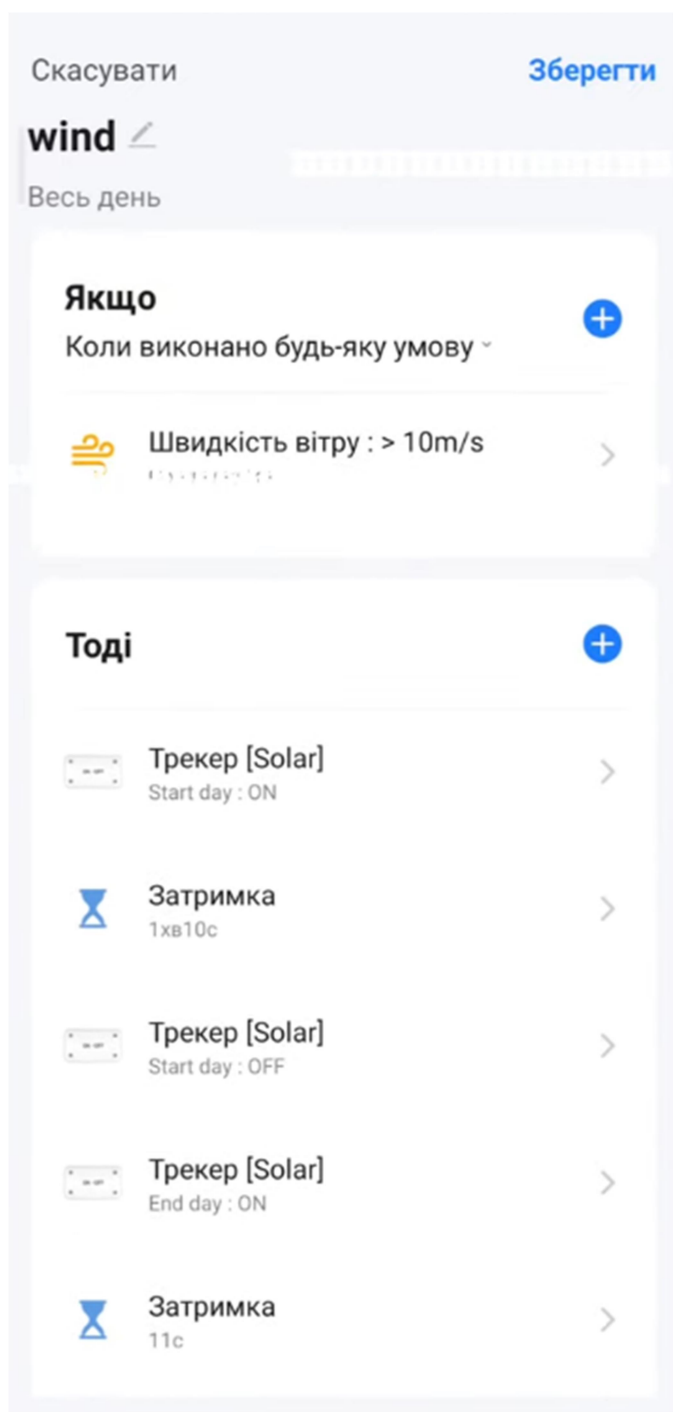 Скасувати
Зберегти
wind
Весь день
Якщо
Коли виконано будь-яку умову
Швидкість вітру : > 10m/s
Тоді
Трекер [Solar]
Start day : ON
Затримка
1хв10с
Трекер [Solar]
Start day : OFF
Трекер [Solar]
End day : ON
Затримка
11с